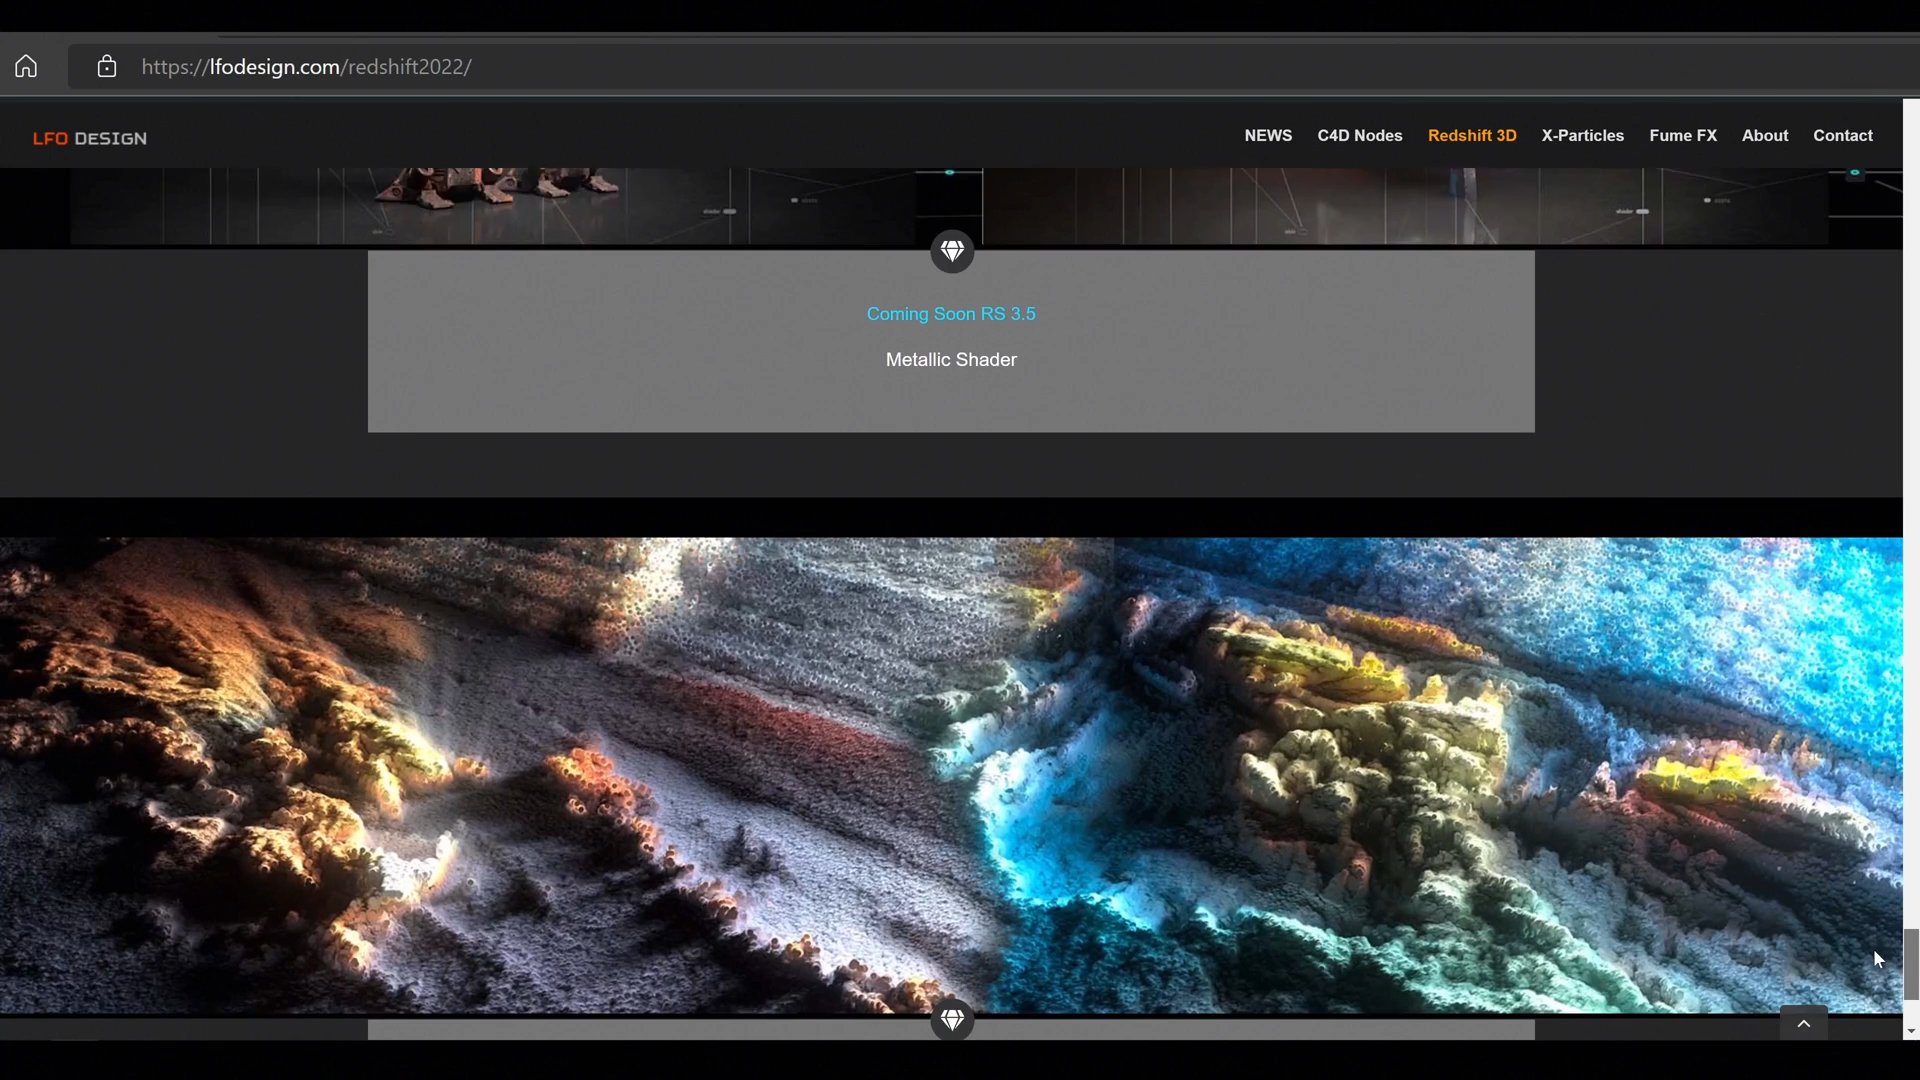 https://lfodesign.com/redshift2022/
LFO DESIGN
NEWS C4D Nodes Redshift 3D X-Particles Fume FX About Contact
Coming Soon RS 3.5
Metallic Shader